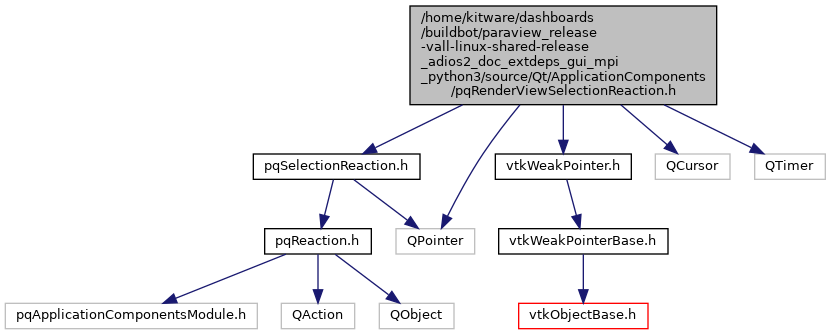 /home/kitware/dashboards
/buildbot/paraview_release
-vall-linux-shared-release
_adios2_doc_extdeps_gui_mpi
_python3/source/Qt/ApplicationComponents
/pqRenderViewSelectionReaction.h
pqSelectionReaction.h
vtkWeakPointer.h
QCursor
QTimer
pqReaction.h
QPointer
vtkWeakPointerBase.h
pqApplicationComponentsModule.h
QAction
QObject
vtkObjectBase.h